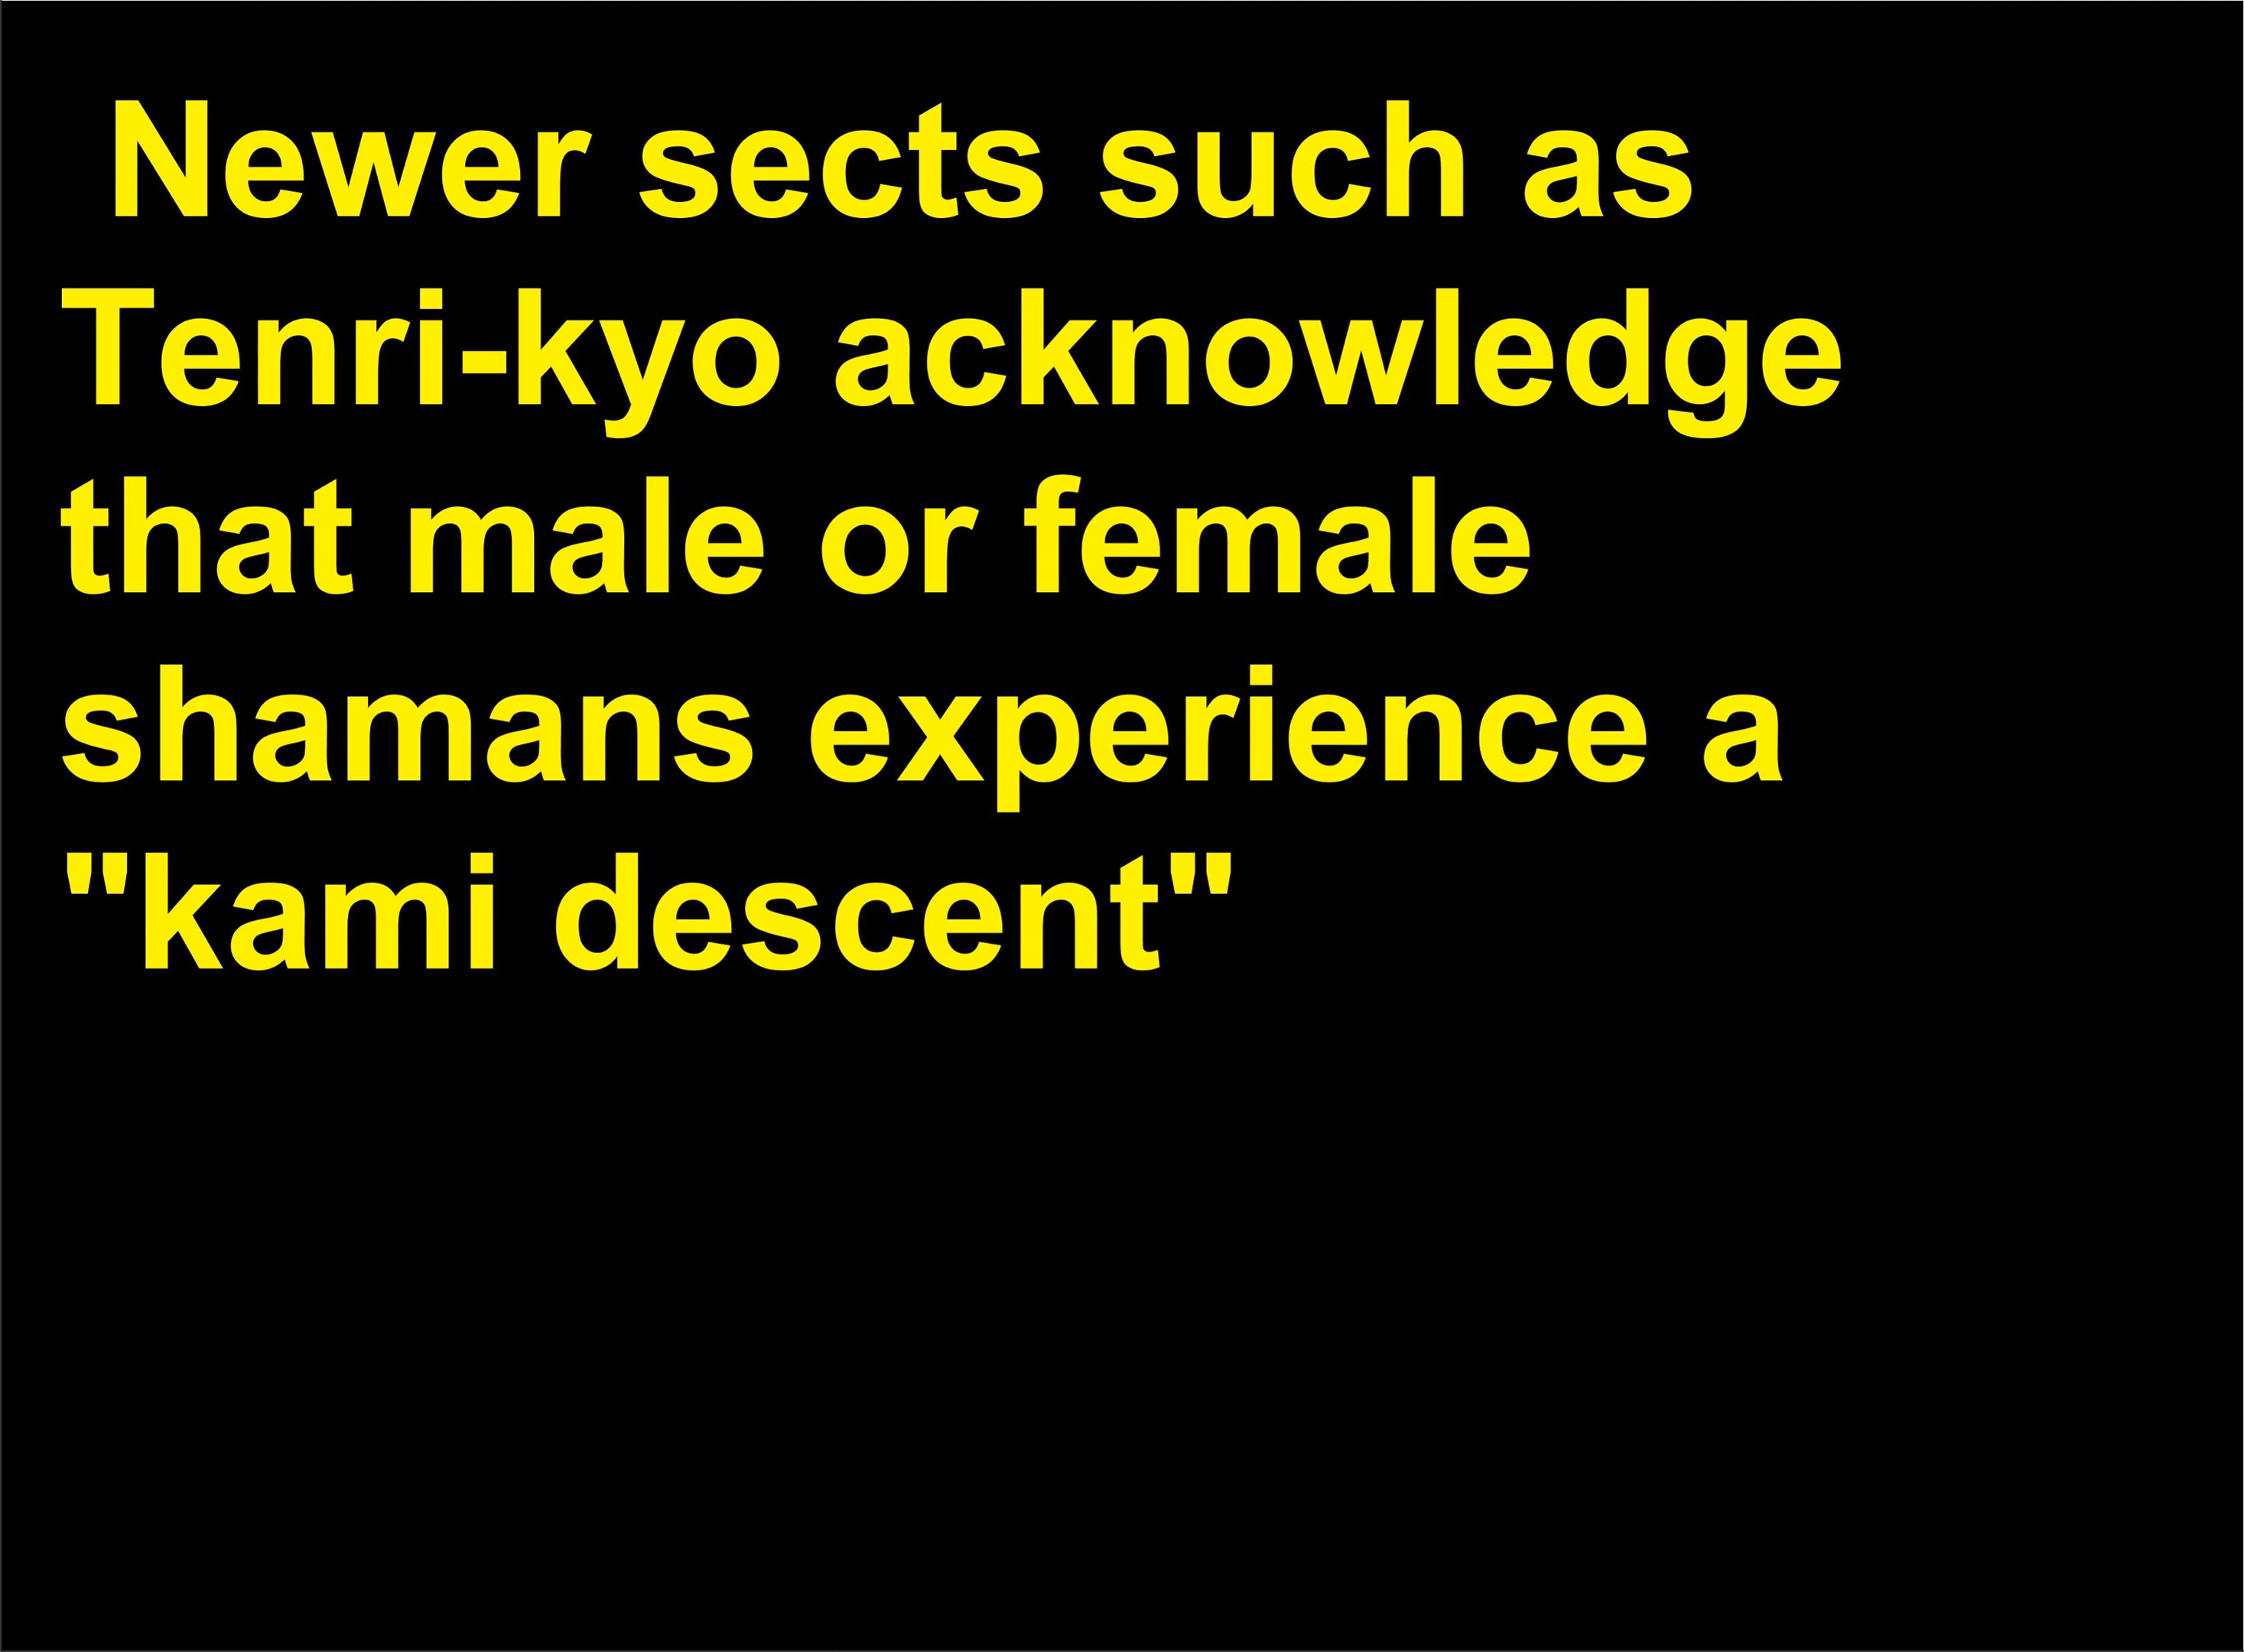 Newer sects such as
Tenri-kyo acknowledge
that male or female
shamans experience a
"kami descent"